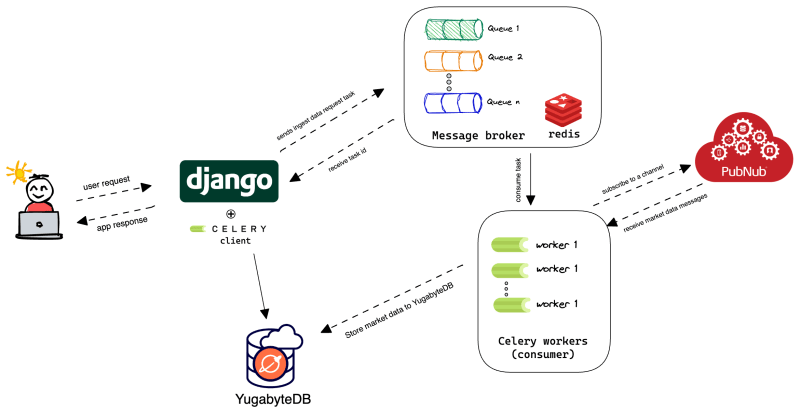 Queue 1
Queue 2
Queue n
Message broker
redis
sends ingest data request task
receive task id
user request
app response
django
CELERY
client
consume task
subscribe to a channel
receive market data messages
PubNub
worker 1
worker 1
worker 1
Celery workers
(consumer)
Store market data to YugabyteDB
YugabyteDB